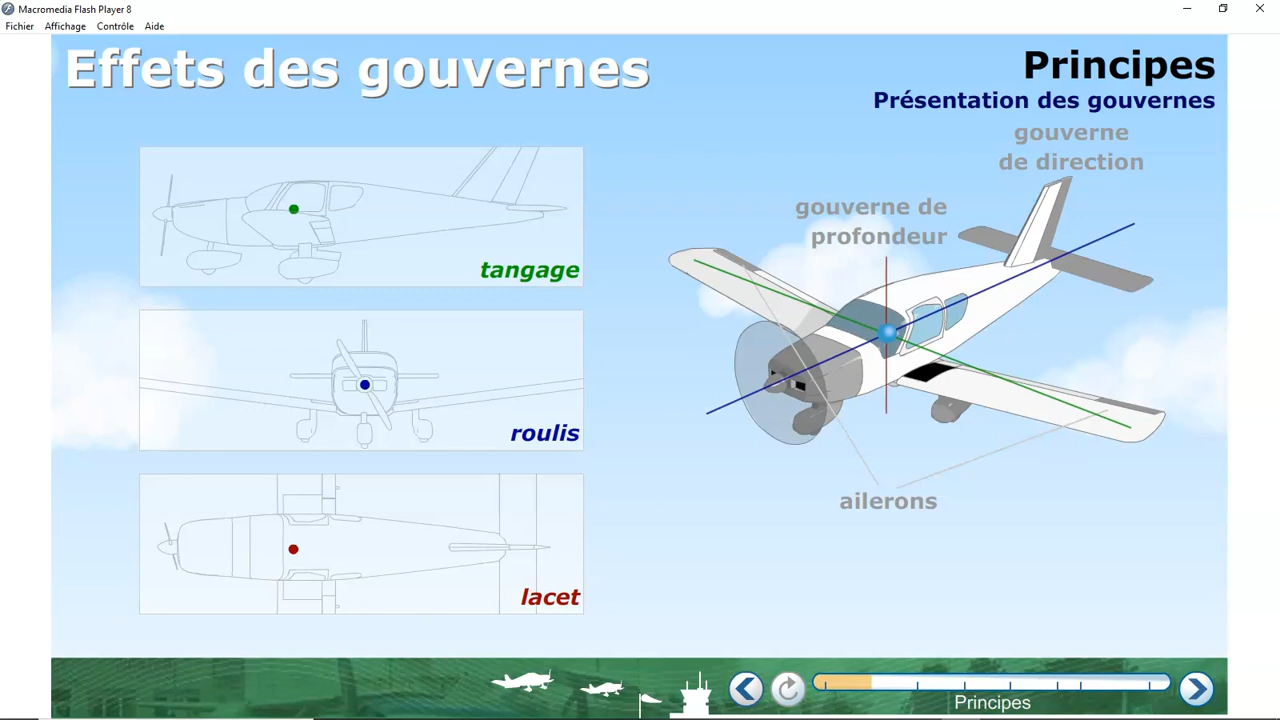 Macromedia Flash Player 8
Fichier Affichage Contrôle Aide
Effets des gouvernes
Principes
Présentation des gouvernes
gouverne
de direction
gouverne de
profondeur
tangage
roulis
ailerons
lacet
Principes